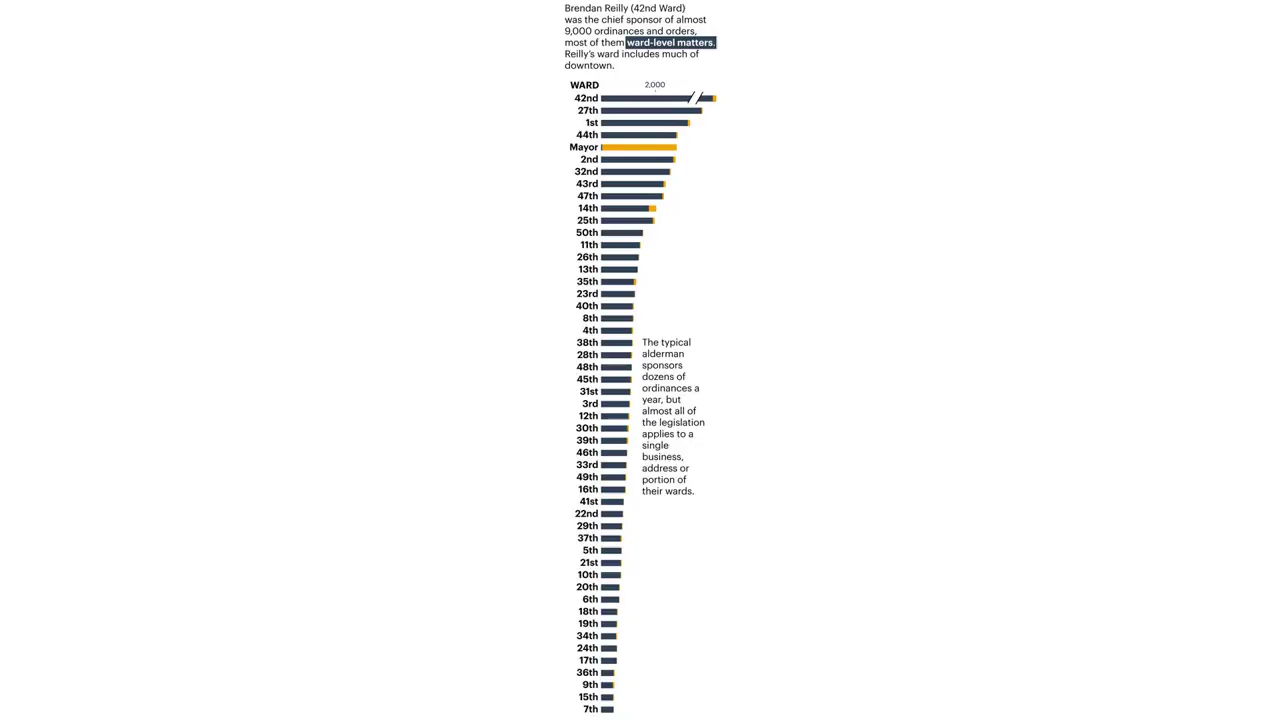 Brendan Reilly (42nd Ward)
was the chief sponsor of almost
9,000 ordinances and orders,
most of them ward-level matters.
Reilly's ward includes much of
downtown.
WARD 2,000
42nd
27th
1st
44th
Mayor
2nd
32nd
43rd
47th
14th
25th
50th
11th
26th
13th
35th
23rd
40th
8th
4th
38th
28th
48th
45th
31st
3rd
12th
30th
39th
46th
33rd
49th
16th
41st
22nd
29th
37th
5th
21st
10th
20th
6th
18th
19th
34th
24th
17th
36th
9th
15th
7th
The typical
alderman
sponsors
dozens of
ordinances a
year, but
almost all of
the legislation
applies to a
single
business,
address or
portion of
their wards.